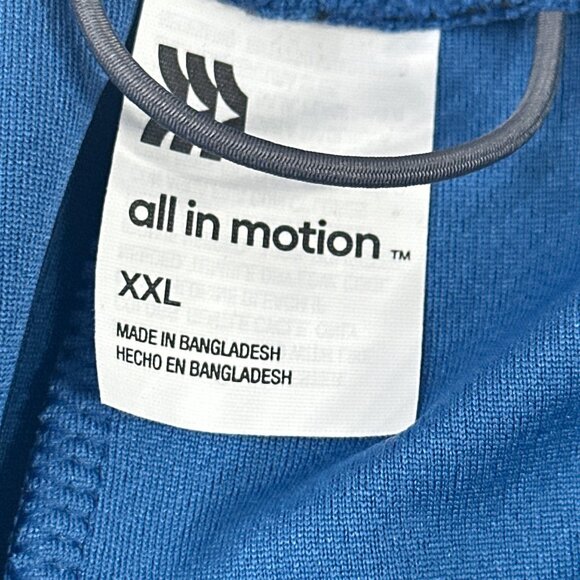 all in motion ™
XXL
MADE IN BANGLADESH
HECHO EN BANGLADESH